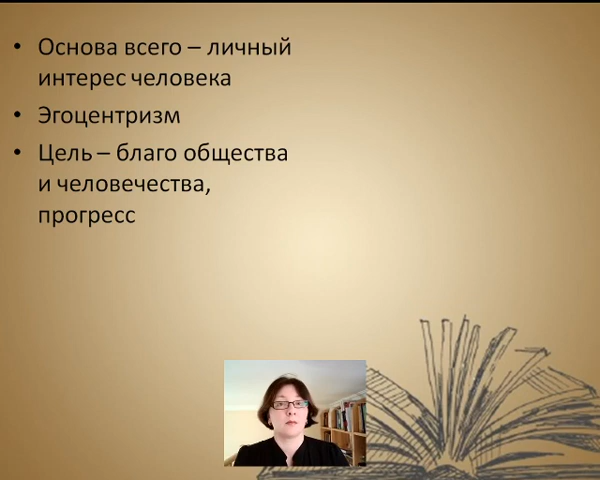 • Основа всего – личный
интерес человека
• Эгоцентризм
• Цель – благо общества
и человечества,
прогресс